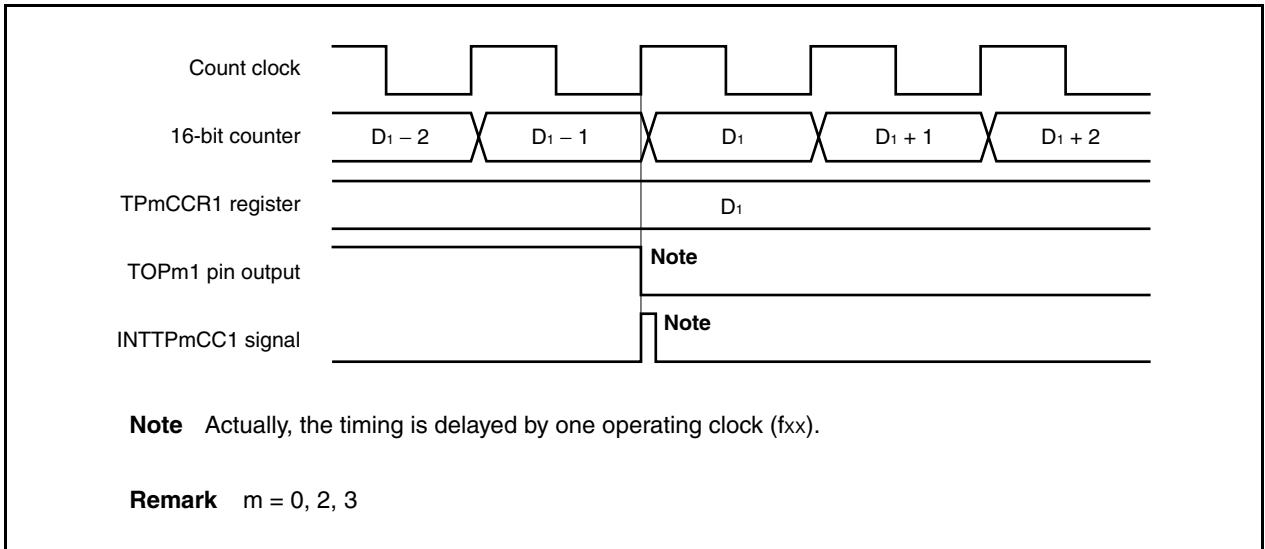 Count clock
16-bit counter
D1 – 2
D1 – 1
D1
D1 + 1
D1 + 2
TPmCCR1 register
D1
TOPm1 pin output
Note
INTTPmCC1 signal
Note
Note Actually, the timing is delayed by one operating clock (fxx).
Remark m = 0, 2, 3